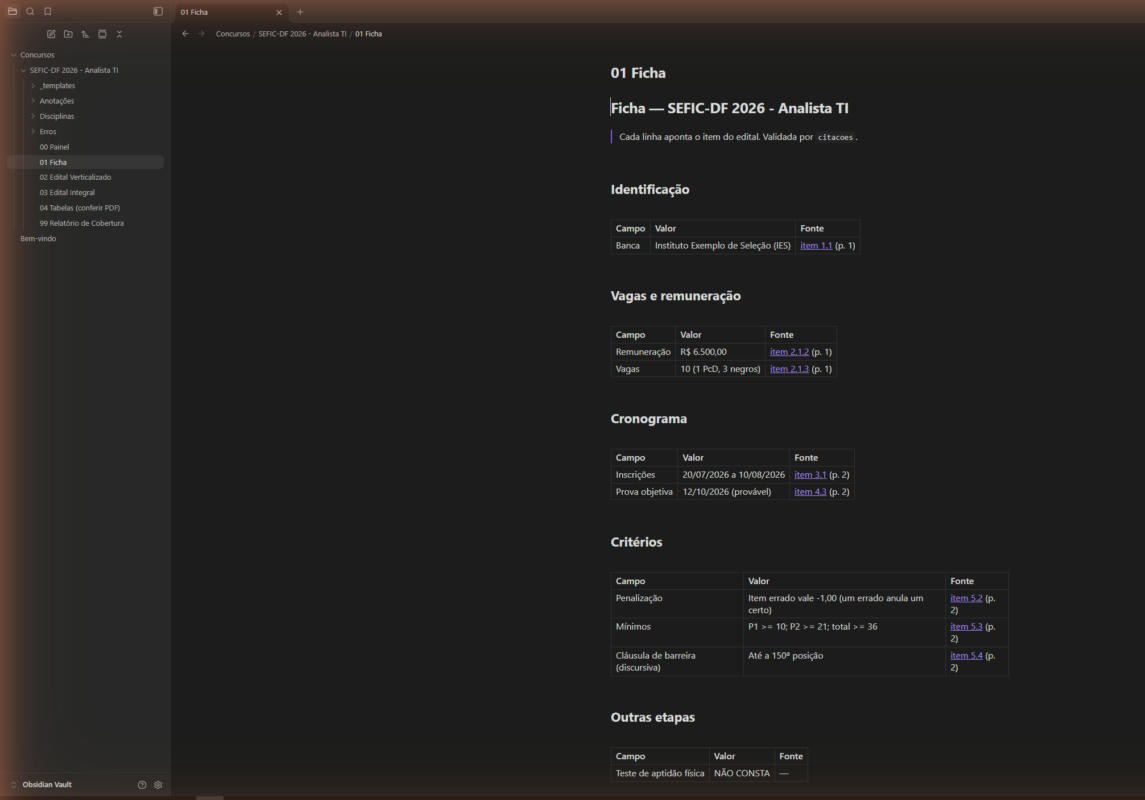 01 Ficha
Concursos / SEFIC-DF 2026 - Analista TI / 01 Ficha
Concursos
SEFIC-DF 2026 - Analista TI
_templates
Anotações
Disciplinas
Erros
00 Painel
01 Ficha
02 Edital Verticalizado
03 Edital Integral
04 Tabelas (conferir PDF)
99 Relatório de Cobertura
Bem-vindo
Obsidian Vault
01 Ficha
Ficha — SEFIC-DF 2026 - Analista TI
Cada linha aponta o item do edital. Validada por citacoes.
Identificação
Campo Valor Fonte
Banca Instituto Exemplo de Seleção (IES) item 1.1 (p. 1)
Vagas e remuneração
Campo Valor Fonte
Remuneração R$ 6.500,00 item 2.1.2 (p. 1)
Vagas 10 (1 PcD, 3 negros) item 2.1.3 (p. 1)
Cronograma
Campo Valor Fonte
Inscrições 20/07/2026 a 10/08/2026 item 3.1 (p. 2)
Prova objetiva 12/10/2026 (provável) item 4.3 (p. 2)
Critérios
Campo Valor Fonte
Penalização Item errado vale -1,00 (um errado anula um item 5.2 (p.
certo) 2)
Mínimos P1 >= 10; P2 >= 21; total >= 36 item 5.3 (p.
2)
Cláusula de barreira Até a 150ª posição item 5.4 (p.
(discursiva) 2)
Outras etapas
Campo Valor Fonte
Teste de aptidão física NÃO CONSTA —